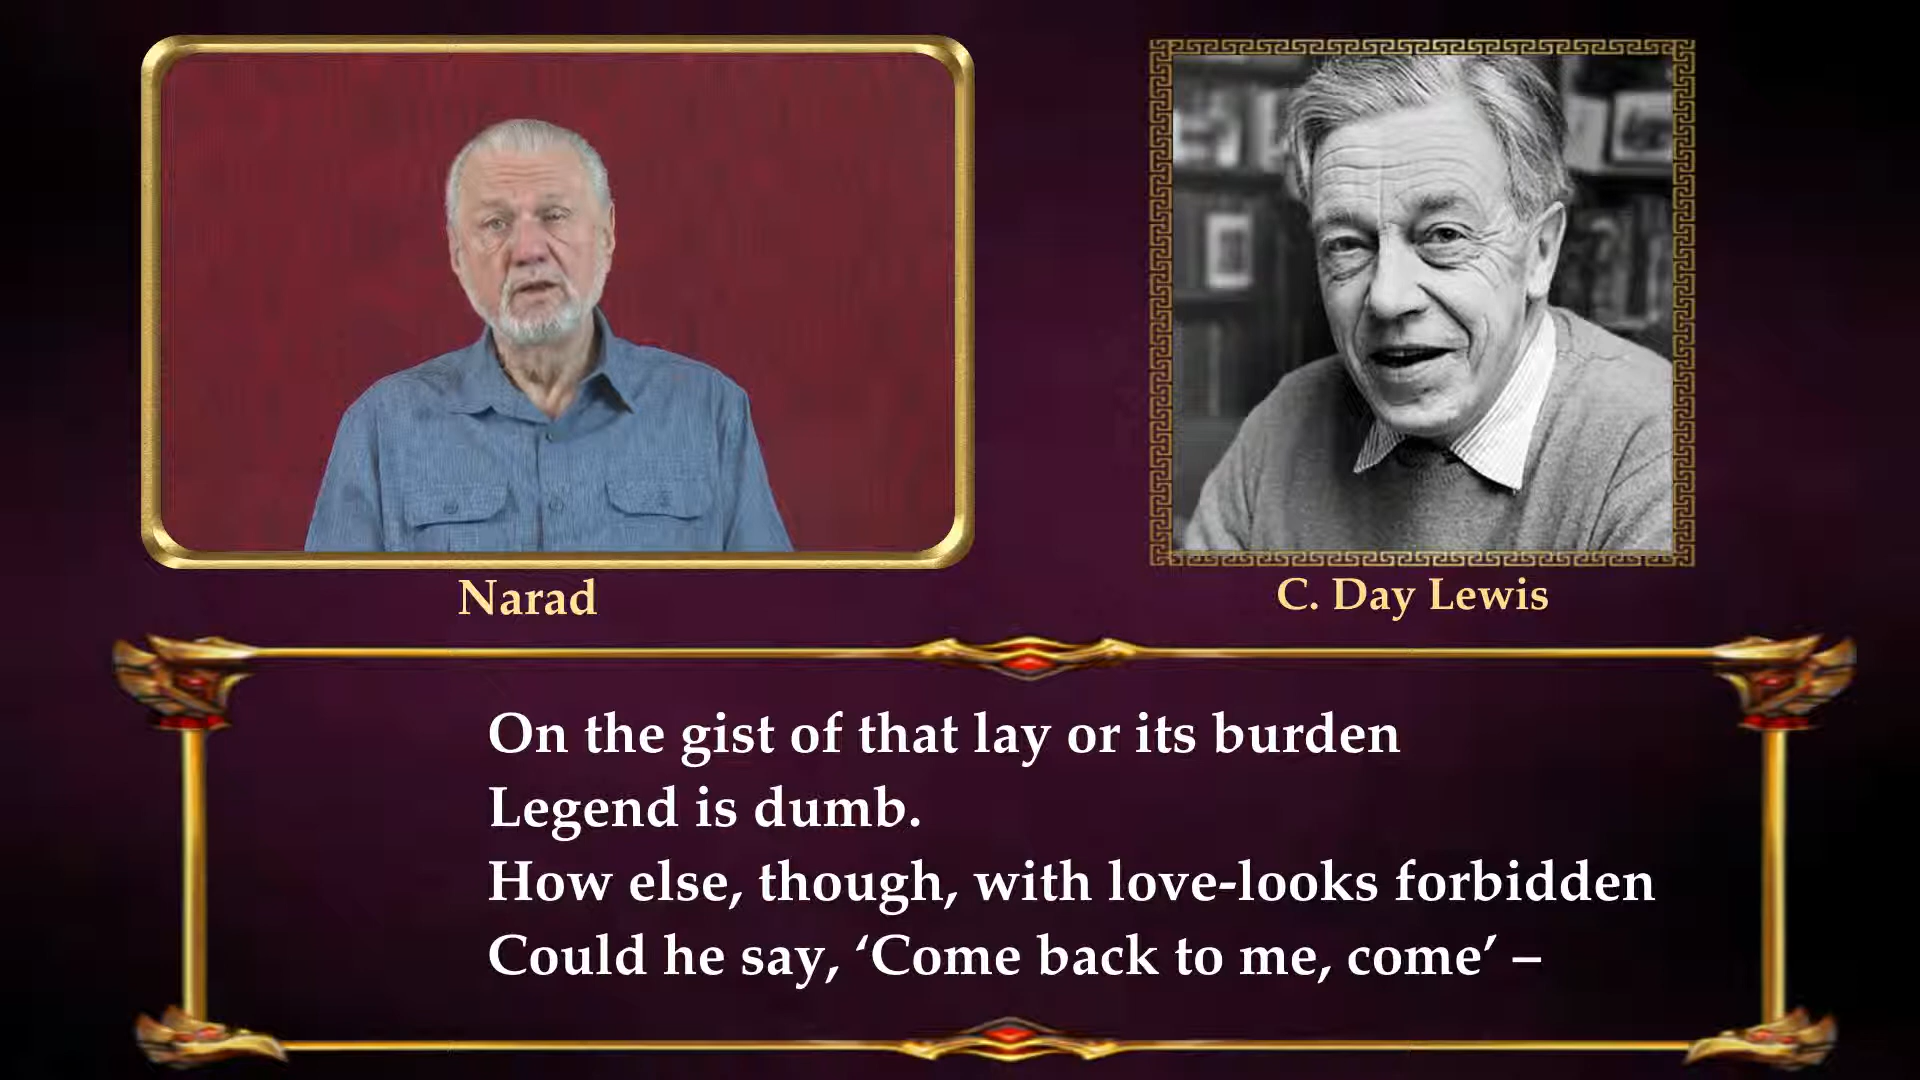 Narad
C. Day Lewis
On the gist of that lay or its burden
Legend is dumb.
How else, though, with love-looks forbidden
Could he say, ‘Come back to me, come’ –